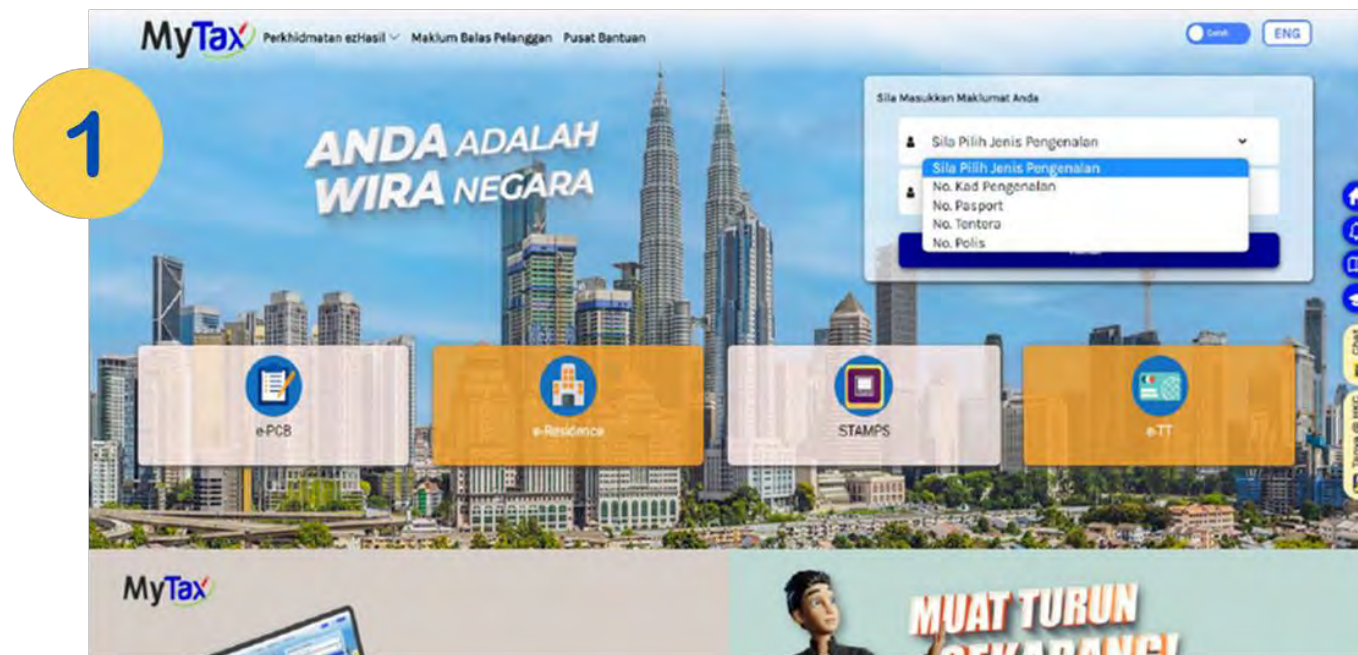 MyTax Perkhidmatan ezHasil Maklum Balas Pelanggan Pusat Bantuan
ENG
1
ANDA ADALAH
WIRA NEGARA
Sila Masukkan Maklumat Anda
Sila Pilih Jenis Pengenalan
Sila Pilih Jenis Pengenalan
No. Kad Pengenalan
No. Pasport
No. Tentera
No. Polis
e-PCB
e-Residence
STAMPS
e-TT
Chat
MyTax
MUAT TURUN
SEKARANG!